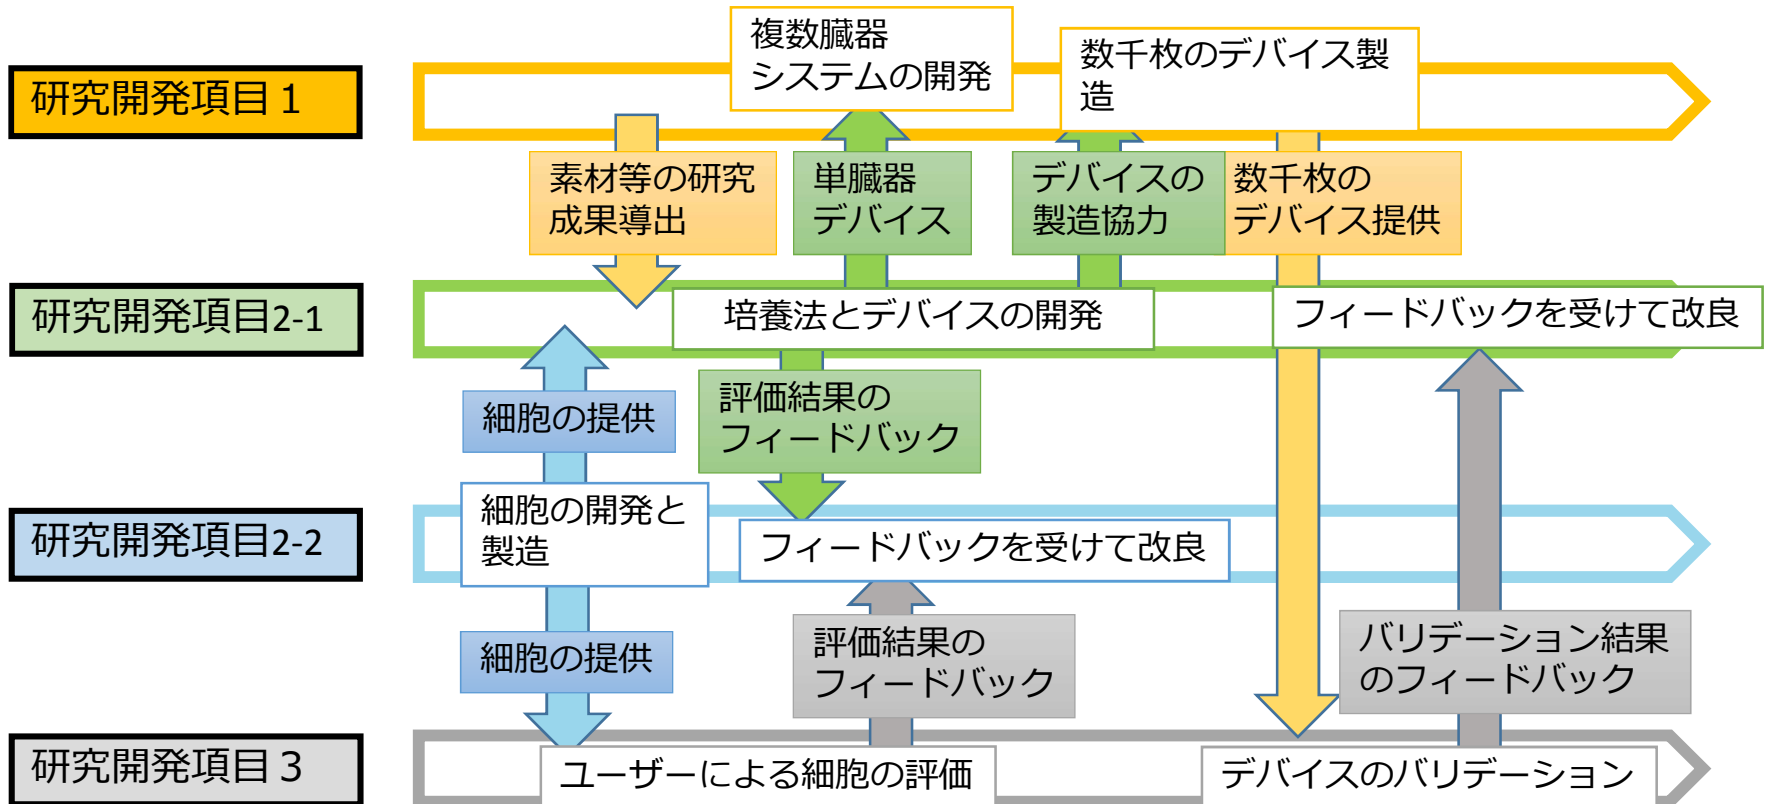 複数臓器
システムの開発
数千枚のデバイス製
造
研究開発項目1
素材等の研究
成果導出
単臓器
デバイス
デバイスの
製造協力
数千枚の
デバイス提供
研究開発項目2-1
培養法とデバイスの開発
フィードバックを受けて改良
細胞の提供
評価結果の
フィードバック
研究開発項目2-2
細胞の開発と
製造
フィードバックを受けて改良
細胞の提供
評価結果の
フィードバック
バリデーション結果
のフィードバック
研究開発項目3
ユーザーによる細胞の評価
デバイスのバリデーション